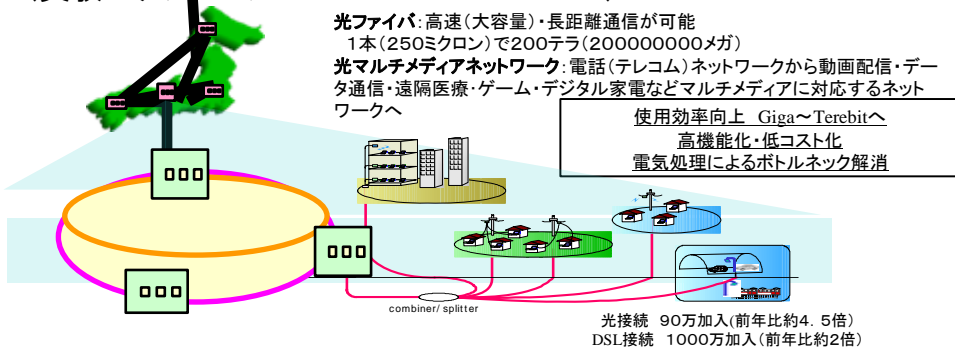 光ファイバ：高速（大容量）・長距離通信が可能
1本（250ミクロン）で200テラ（200000000メガ）
光マルチメディアネットワーク：電話（テレコム）ネットワークから動画配信・デー
タ通信・遠隔医療・ゲーム・デジタル家電などマルチメディアに対応するネット
ワークへ
使用効率向上 Giga～Terebitへ
高機能化・低コスト化
電気処理によるボトルネック解消
combiner/ splitter
光接続 90万加入(前年比約4．5倍)
DSL接続 1000万加入(前年比約2倍)